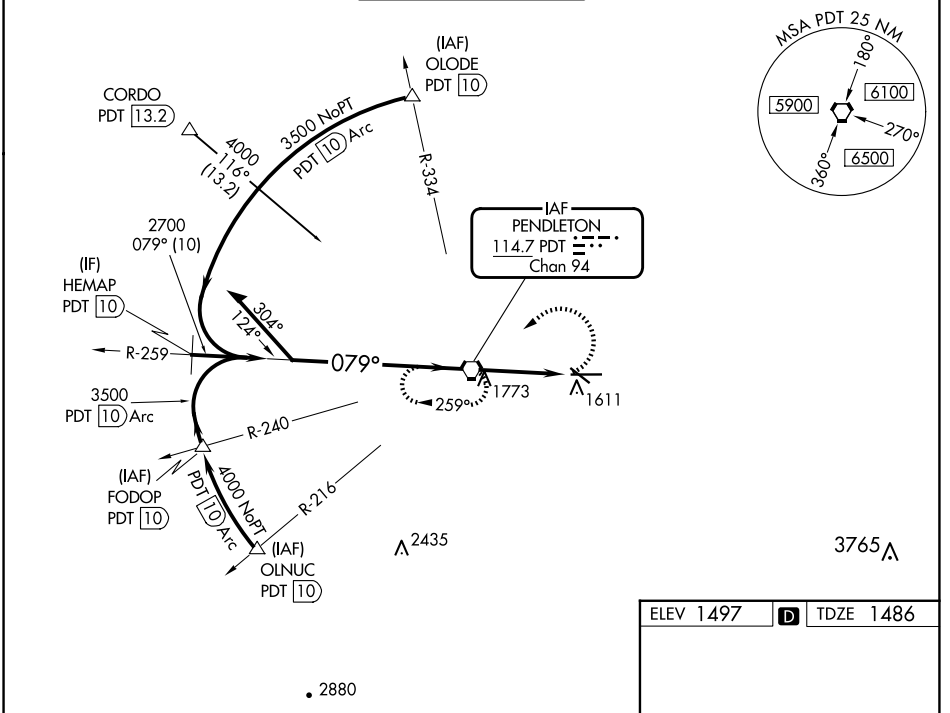 (IAF)
OLODE
PDT 10
CORDO
PDT 13.2
4000
116°
(13.2)
3500 NoPT
PDT 10 Arc
R-334
MSA PDT 25 NM
180°
5900
6100
270°
360°
6500
IAF
PENDLETON
114.7 PDT
Chan 94
2700
079° (10)
(IF)
HEMAP
PDT 10
R-259
304°
124°
079°
259°
1773
1611
3500
PDT 10 Arc
R-240
(IAF)
FODOP
PDT 10
4000 NoPT
PDT 10 Arc
R-216
(IAF)
OLNUC
PDT 10
2435
3765
ELEV 1497 D TDZE 1486
2880